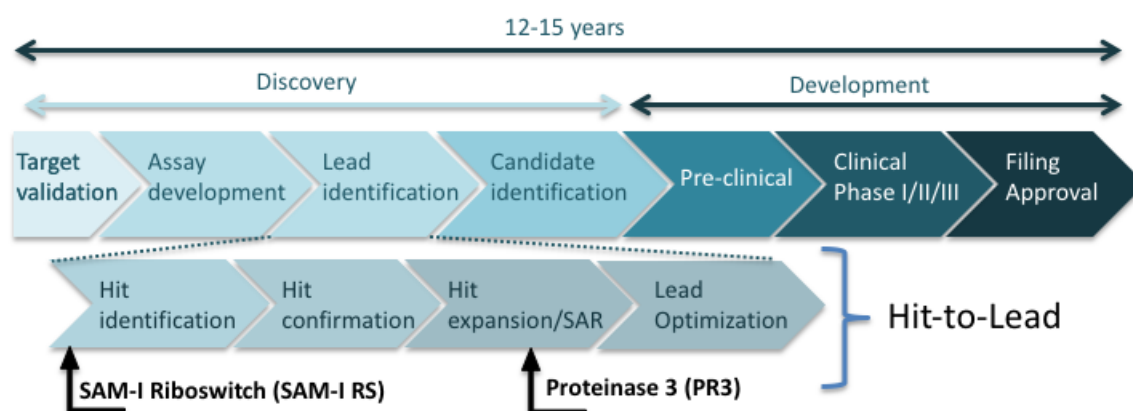 12-15 years
Discovery
Development
Target
validation
Assay
development
Lead
identification
Candidate
identification
Pre-clinical
Clinical
Phase I/II/III
Filing
Approval
Hit
identification
Hit
confirmation
Hit
expansion/SAR
Lead
Optimization
Hit-to-Lead
SAM-I Riboswitch (SAM-I RS)
Proteinase 3 (PR3)